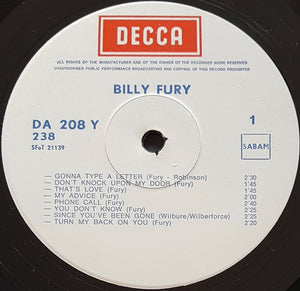 DECCA
ALL RIGHTS OF THE MANUFACTURER AND OF THE OWNER OF THE RECORDED WORK RESERVED
UNAUTHORISED PUBLIC PERFORMANCE BROADCASTING AND COPYING OF THIS RECORD PROHIBITED
BILLY FURY
DA 208 Y 1
238
SFeT 21139
SABAM
— GONNA TYPE A LETTER (Fury - Robinson) 2'30
— DON'T KNOCK UPON MY DOOR (Fury) 1'45
— THAT'S LOVE (Fury) 1'45
— MY ADVICE (Fury) 2'00
— PHONE CALL (Fury) 2'25
— YOU DON'T KNOW (Fury) 2'25
— SINCE YOU'VE BEEN GONE (Wilbure/Wilberforce) 2'25
— TURN MY BACK ON YOU (Fury) 2'20